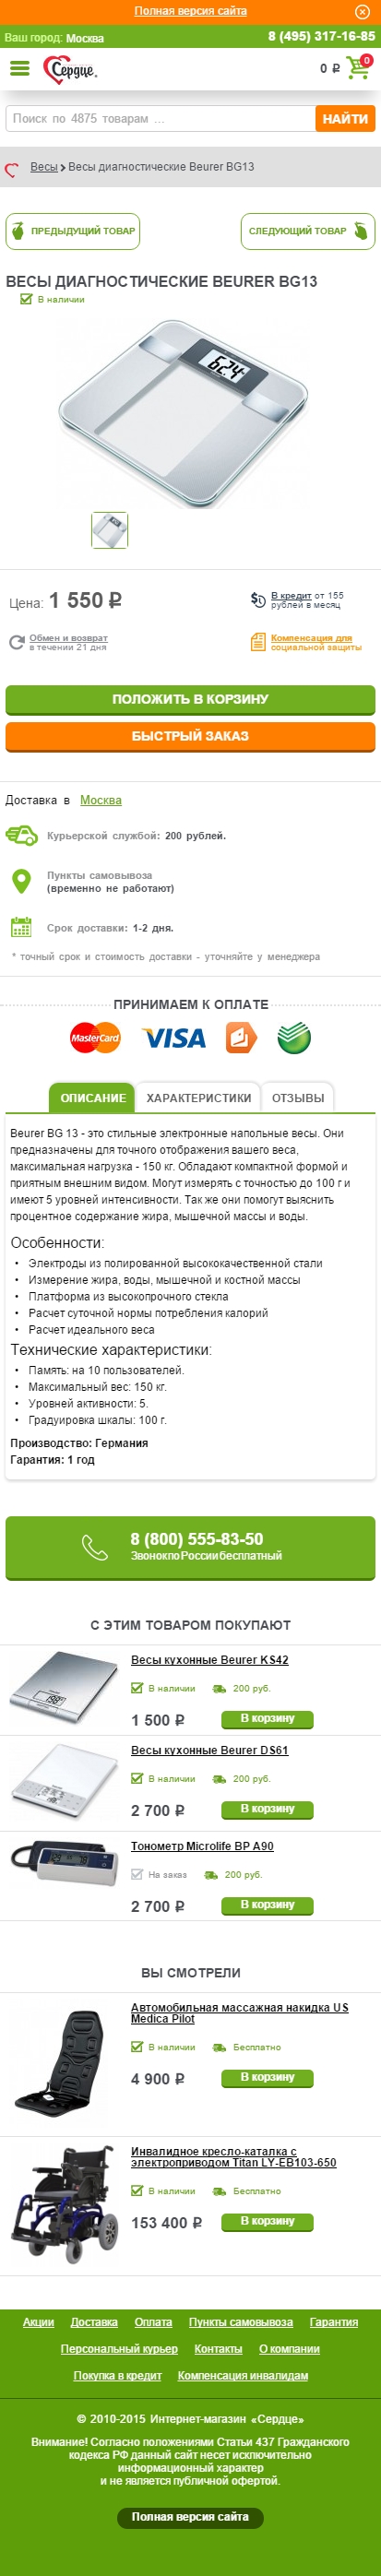 Полная версия сайта
Ваш город: Москва
8 (495) 337-16-85
Сердце
0 ₽
0
Поиск по 4875 товарам ...
НАЙТИ
Весы > Весы диагностические Beurer BG13
ПРЕДЫДУЩИЙ ТОВАР
СЛЕДУЮЩИЙ ТОВАР
ВЕСЫ ДИАГНОСТИЧЕСКИЕ BEURER BG13
В наличии
62.4
Цена: 1 550 ₽
В кредит от 155
рублей в месяц
Обмен и возврат
в течении 21 дня
Компенсация для
социальной защиты
ПОЛОЖИТЬ В КОРЗИНУ
БЫСТРЫЙ ЗАКАЗ
Доставка в Москва
Курьерской службой: 200 рублей.
Пункты самовывоза
(временно не работают)
Срок доставки: 1-2 дня.
* точный срок и стоимость доставки - уточняйте у менеджера
ПРИНИМАЕМ К ОПЛАТЕ
MasterCard
VISA
ОПИСАНИЕ
ХАРАКТЕРИСТИКИ
ОТЗЫВЫ
Beurer BG 13 - это стильные электронные напольные весы. Они
предназначены для точного отображения вашего веса,
максимальная нагрузка - 150 кг. Обладают компактной формой и
приятным внешним видом. Могут измерять с точностью до 100 г и
имеют 5 уровней интенсивности. Так же они помогут выяснить
процентное содержание жира, мышечной массы и воды.
Особенности:
• Электроды из полированной высококачественной стали
• Измерение жира, воды, мышечной и костной массы
• Платформа из высокопрочного стекла
• Расчет суточной нормы потребления калорий
• Расчет идеального веса
Технические характеристики:
• Память: на 10 пользователей.
• Максимальный вес: 150 кг.
• Уровней активности: 5.
• Градуировка шкалы: 100 г.
Производство: Германия
Гарантия: 1 год
8 (800) 555-83-50
Звонок по России бесплатный
С ЭТИМ ТОВАРОМ ПОКУПАЮТ
Весы кухонные Beurer KS42
В наличии 200 руб.
1 500 ₽ В корзину
Весы кухонные Beurer DS61
В наличии 200 руб.
2 700 ₽ В корзину
Тонометр Microlife BP A90
На заказ 200 руб.
2 700 ₽ В корзину
ВЫ СМОТРЕЛИ
Автомобильная массажная накидка US
Medica Pilot
В наличии Бесплатно
4 900 ₽ В корзину
Инвалидное кресло-каталка с
электроприводом Titan LY-EB103-650
В наличии Бесплатно
153 400 ₽ В корзину
Акции Доставка Оплата Пункты самовывоза Гарантия
Персональный курьер Контакты О компании
Покупка в кредит Компенсация инвалидам
© 2010-2015 Интернет-магазин «Сердце»
Внимание! Согласно положениями Статьи 437 Гражданского
кодекса РФ данный сайт несет исключительно
информационный характер
и не является публичной офертой.
Полная версия сайта